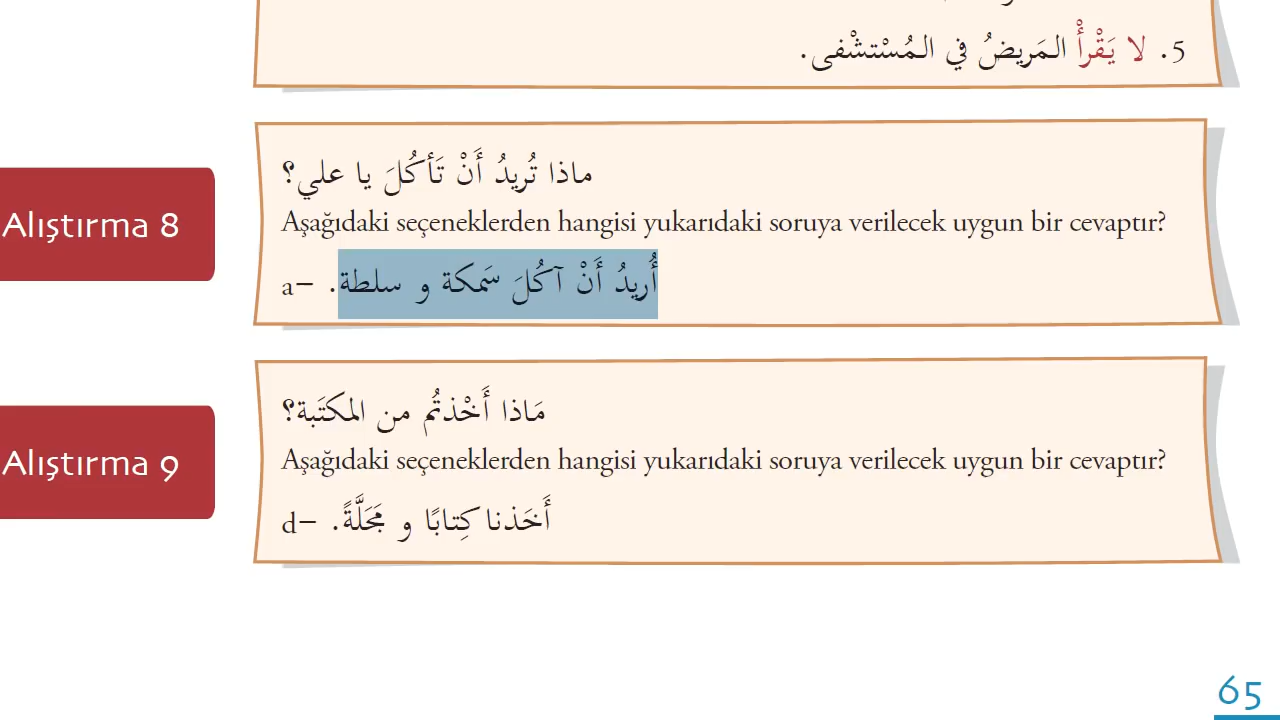 5. لا يَقْرأْ المَريضُ في المُسْتشْفى.
Alıştırma 8
ماذا تُريدُ أَنْ تَأكُلَ يا علي؟
Aşağıdaki seçeneklerden hangisi yukarıdaki soruya verilecek uygun bir cevaptır?
a– أُريدُ أَنْ آكُلَ سَمكة و سلطة.
Alıştırma 9
مَاذا أَخْذتُم من المكتَبة؟
Aşağıdaki seçeneklerden hangisi yukarıdaki soruya verilecek uygun bir cevaptır?
d– أَخَذنا كِتابًا و مَجَلَّةً.
65